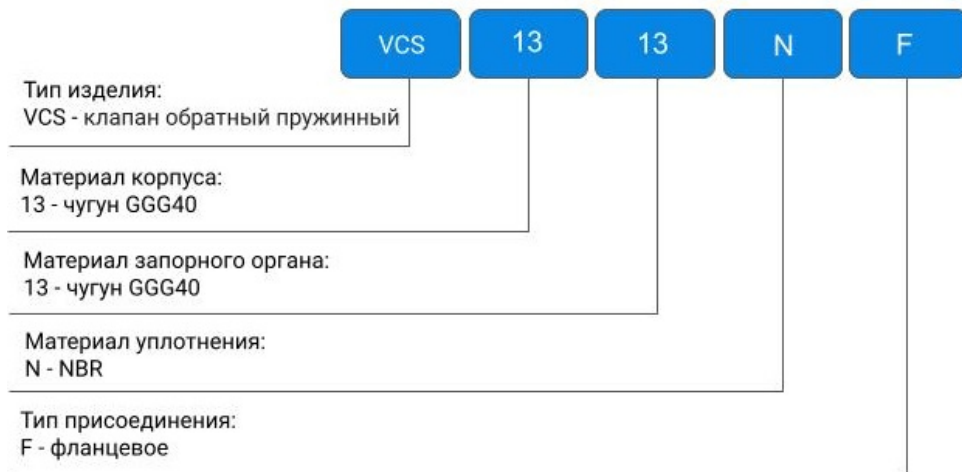 VCS 13 13 N F
Тип изделия:
VCS - клапан обратный пружинный
Материал корпуса:
13 - чугун GGG40
Материал запорного органа:
13 - чугун GGG40
Материал уплотнения:
N - NBR
Тип присоединения:
F - фланцевое